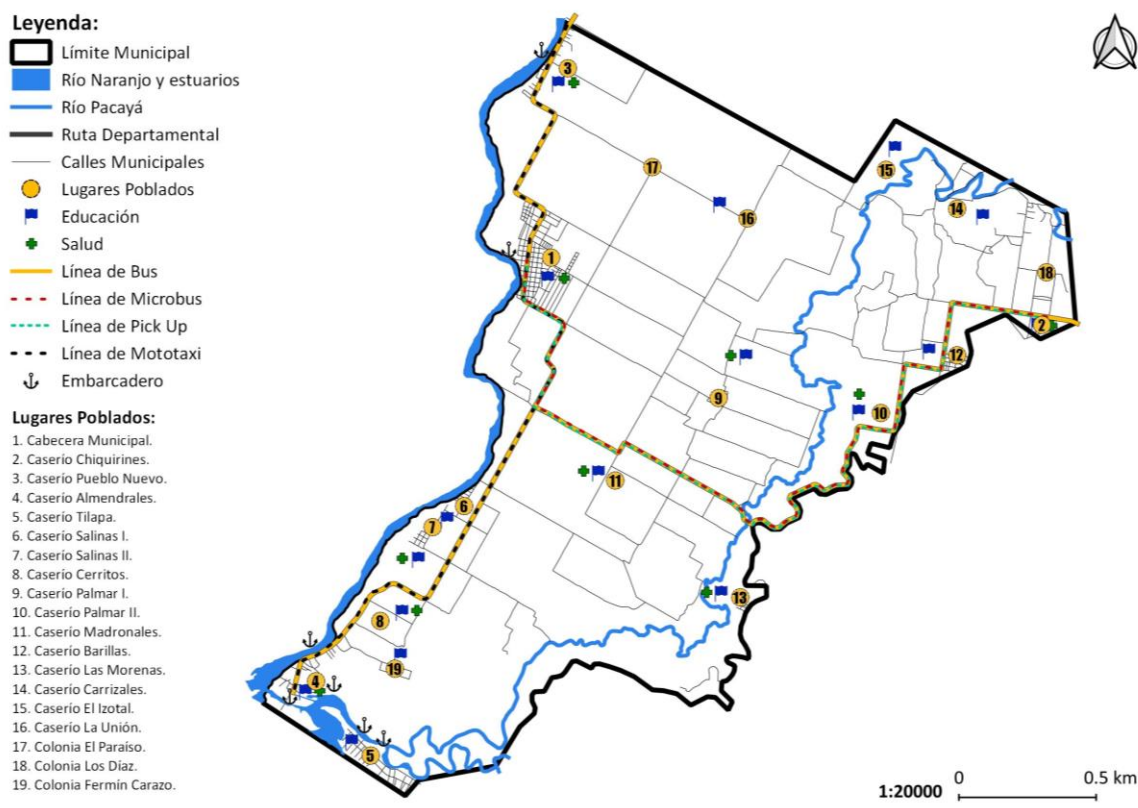 Leyenda:
Límite Municipal
Río Naranjo y estuarios
Río Pacayá
Ruta Departamental
Calles Municipales
Lugares Poblados
Educación
Salud
Línea de Bus
Línea de Microbus
Línea de Pick Up
Línea de Mototaxi
Embarcadero
Lugares Poblados:
1. Cabecera Municipal.
2. Caserío Chiquirines.
3. Caserío Pueblo Nuevo.
4. Caserío Almendrales.
5. Caserío Tilapa.
6. Caserío Salinas I.
7. Caserío Salinas II.
8. Caserío Cerritos.
9. Caserío Palmar I.
10. Caserío Palmar II.
11. Caserío Madronales.
12. Caserío Barillas.
13. Caserío Las Morenas.
14. Caserío Carrizales.
15. Caserío El Izotal.
16. Caserío La Unión.
17. Colonia El Paraíso.
18. Colonia Los Díaz.
19. Colonia Fermín Carazo.
3
17
15
16
14
1
18
2
12
9
10
11
6
7
13
8
19
4
5
1:20000
0
0.5 km